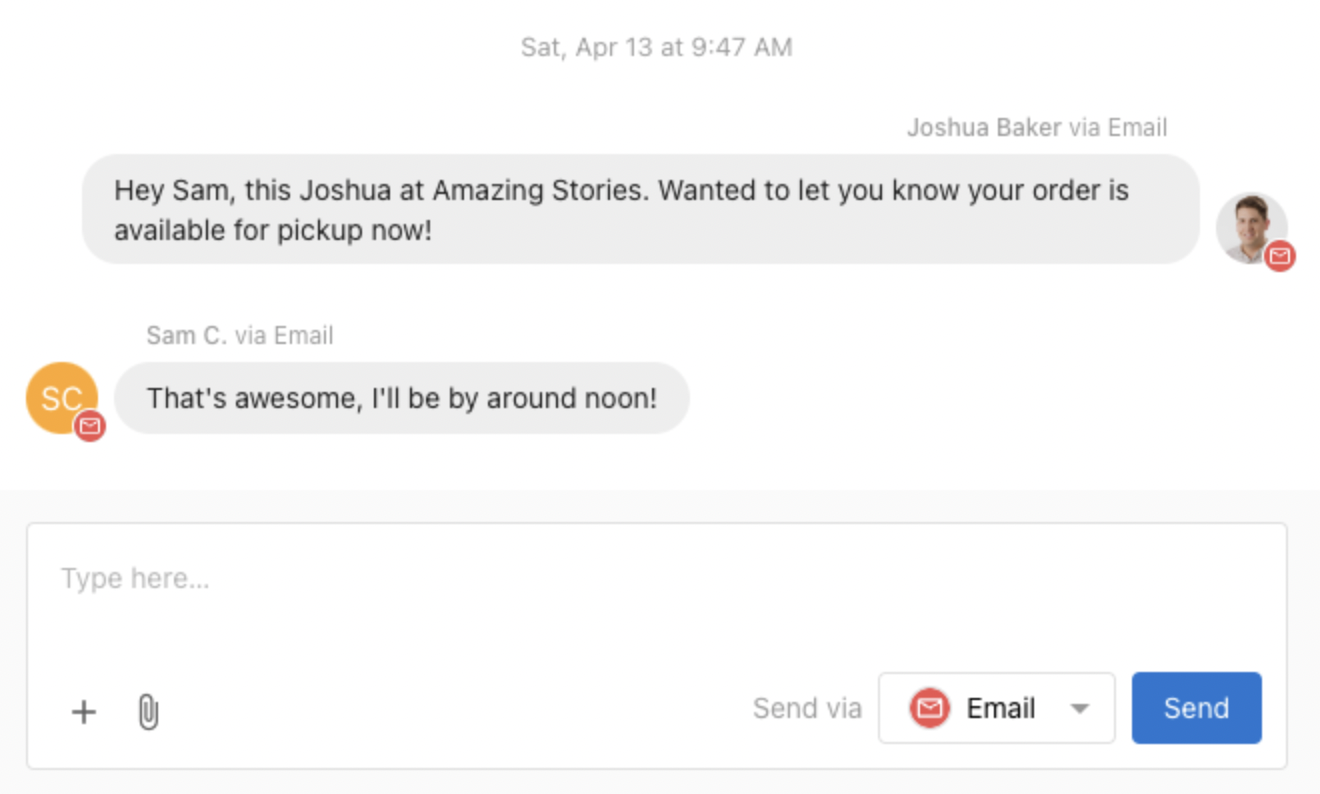 Sat, Apr 13 at 9:47 AM
Joshua Baker via Email
Hey Sam, this Joshua at Amazing Stories. Wanted to let you know your order is
available for pickup now!
Sam C. via Email
SC
That's awesome, I'll be by around noon!
Type here...
Send via
Email
Send